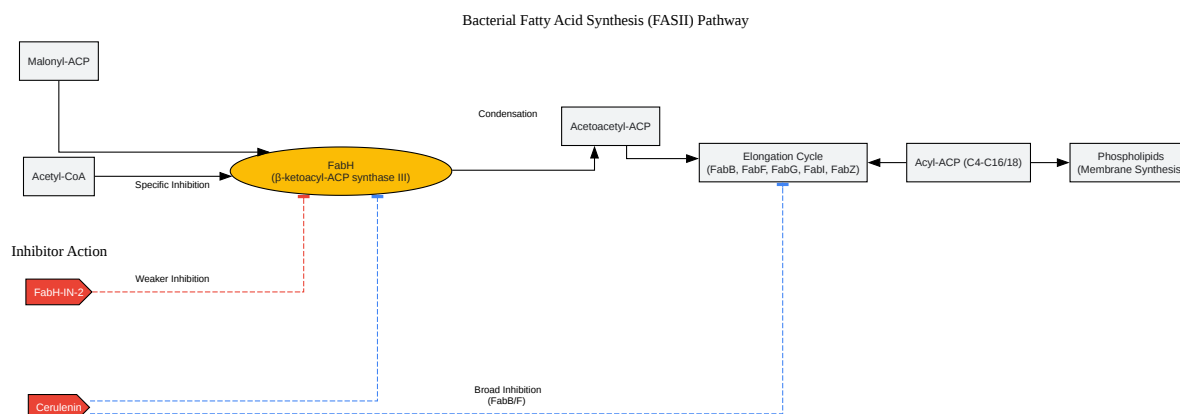 Bacterial Fatty Acid Synthesis (FASII) Pathway
Malonyl-ACP
Condensation
Acetoacetyl-ACP
Elongation Cycle
(FabB, FabF, FabG, FabI, FabZ)
Acyl-ACP (C4-C16/18)
Phospholipids
(Membrane Synthesis)
Acetyl-CoA
Specific Inhibition
FabH
(β-ketoacyl-ACP synthase III)
Inhibitor Action
Weaker Inhibition
FabH-IN-2
Broad Inhibition
(FabB/F)
Cerulenin